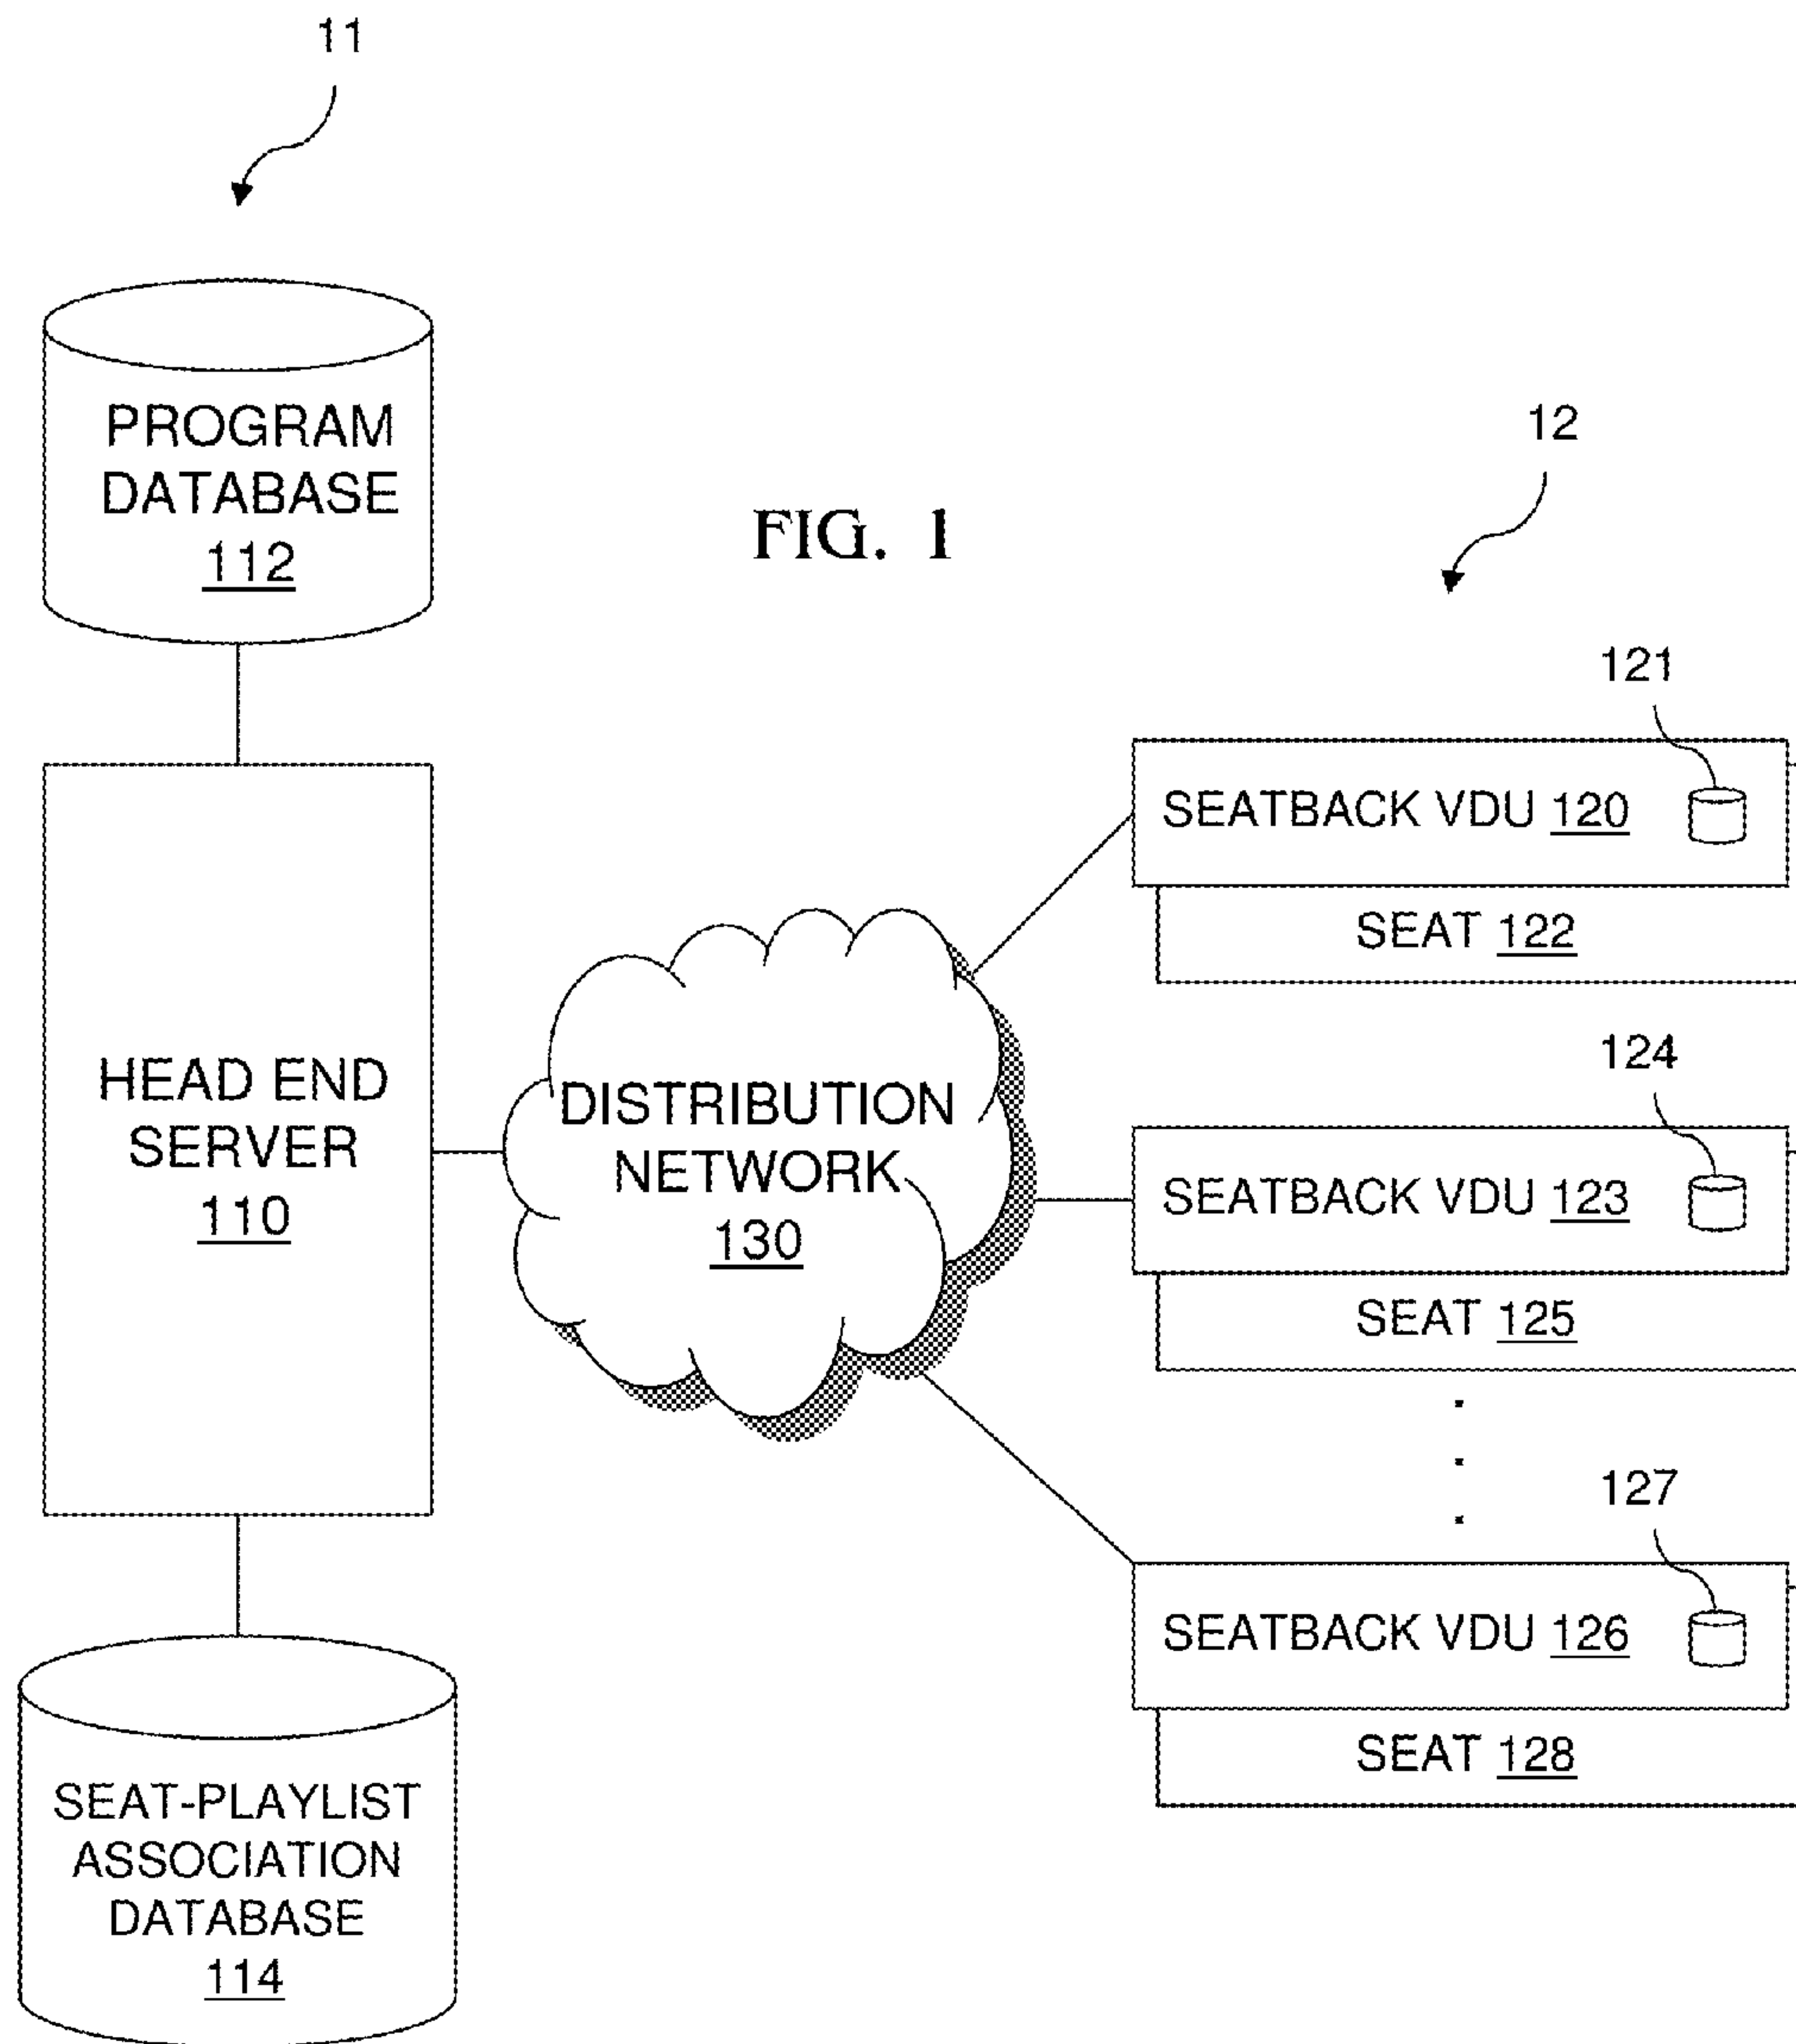 11
PROGRAM
DATABASE
112
FIG. 1
12
HEAD END
SERVER
110
DISTRIBUTION
NETWORK
130
121
SEATBACK VDU 120
SEAT 122
124
SEATBACK VDU 123
SEAT 125
127
SEATBACK VDU 126
SEAT 128
SEAT-PLAYLIST
ASSOCIATION
DATABASE
114